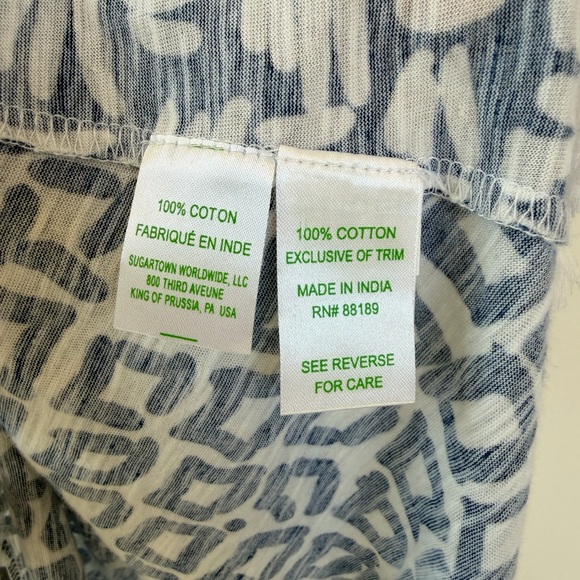 100% COTON
FABRIQUÉ EN INDE
SUGARTOWN WORLDWIDE, LLC
800 THIRD AVEUNE
KING OF PRUSSIA, PA USA
100% COTTON
EXCLUSIVE OF TRIM
MADE IN INDIA
RN# 88189
SEE REVERSE
FOR CARE